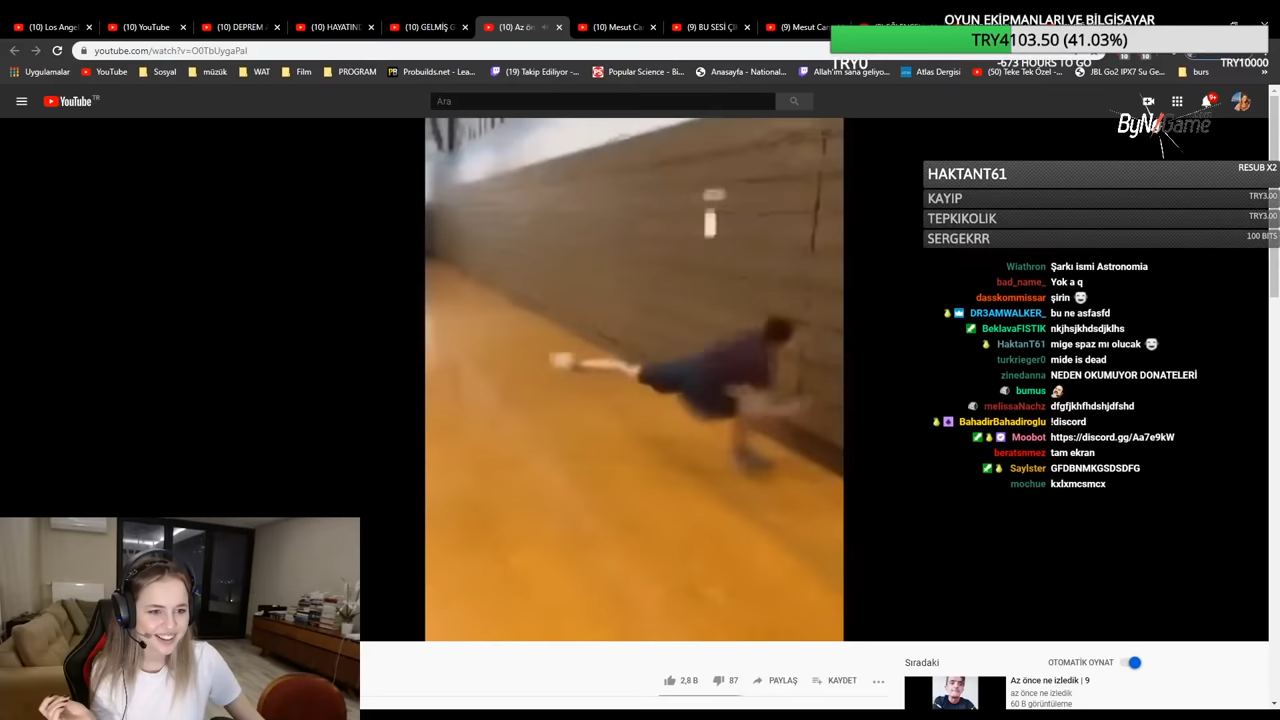 (10) Los Angel
(10) YouTube
(10) DEPREM A
(10) HAYATIND
(10) GELMİŞ G
(10) Az ön
(10) Mesut Ca
(9) BU SESİ Ç
(9) Mesut Ca
OYUN EKİPMANLARI VE BİLGİSAYAR
TRY4103.50 (41.03%)
TRY0
-673 HOURS TO GO
TRY10000
youtube.com/watch?v=O0TbUygaPaI
Uygulamalar
YouTube
Sosyal
müzük
WAT
Film
PROGRAM
Probuilds.net - Lea...
(19) Takip Ediliyor -...
Popular Science - Bi...
Anasayfa - National...
Allah'ım sana geliyo...
Atlas Dergisi
(50) Teke Tek Özel -...
JBL Go2 IPX7 Su Ge...
burs
YouTube TR
Ara
9+
ByNoGame
HAKTANT61 RESUB X2
KAYIP TRY3.00
TEPKIKOLIK TRY3.00
SERGEKRR 100 BITS
Wiathron Şarkı ismi Astronomia
bad_name_ Yok a q
dasskommissar şirin
DR3AMWALKER_ bu ne asfasfd
BeklavaFISTIK nkjhsjkhdsdjklhs
HaktanT61 mige spaz mı olucak
turkrieger0 mide is dead
zinedanna NEDEN OKUMUYOR DONATELERİ
bumus
melissaNachz dfgfjkhfhdshjdfshd
BahadirBahadiroglu !discord
Moobot https://discord.gg/Aa7e9kW
beratsnmez tam ekran
Saylster GFDBNMKGSDSDFG
mochue kxlxmcsmcx
2,8 B
87
PAYLAŞ
KAYDET
Sıradaki
OTOMATİK OYNAT
Az önce ne izledik | 9
az önce ne izledik
60 B görüntüleme